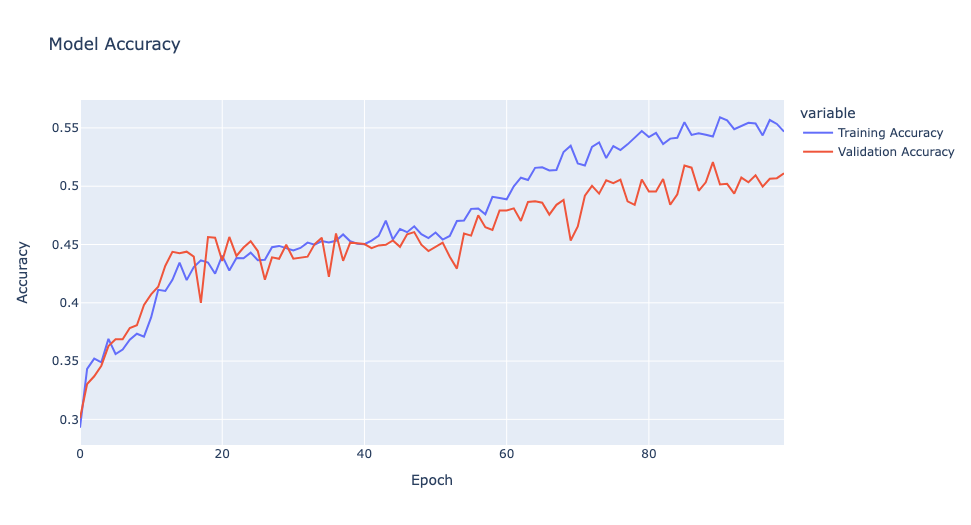 Model Accuracy
variable
Training Accuracy
Validation Accuracy
Accuracy
0.55
0.5
0.45
0.4
0.35
0.3
0 20 40 60 80
Epoch